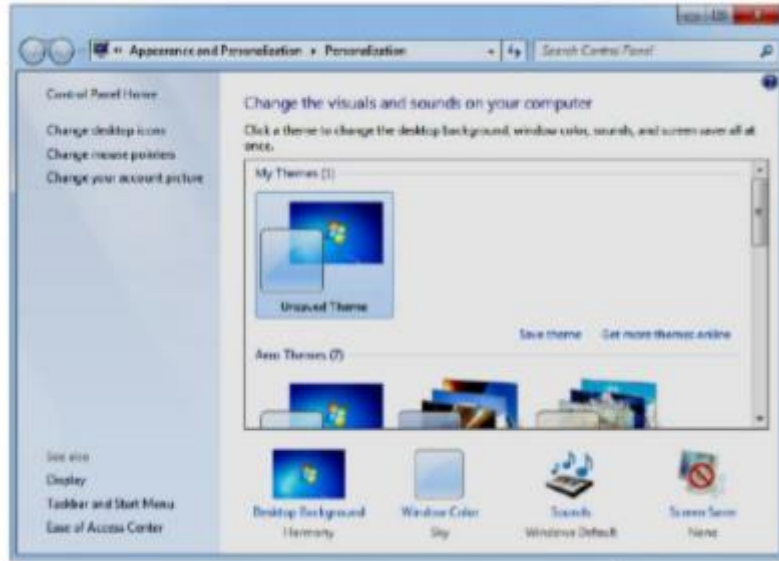 « Appearance and Personalization ▸ Personalization
Search Control Panel
Control Panel Home
Change desktop icons
Change mouse pointers
Change your account picture
See also
Display
Taskbar and Start Menu
Ease of Access Center
Change the visuals and sounds on your computer
Click a theme to change the desktop background, window color, sounds, and screen saver all at
once.
My Themes (1)
Unsaved Theme
Save theme Get more themes online
Aero Themes (7)
Desktop Background
Harmony
Window Color
Sky
Sounds
Windows Default
Screen Saver
None